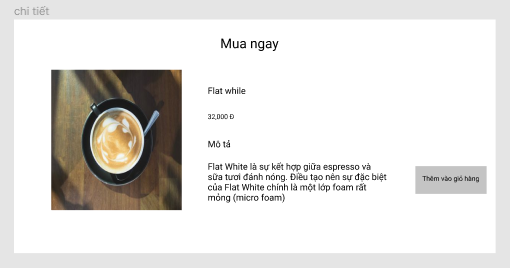 chi tiết
Mua ngay
Flat while
32,000 Đ
Mô tả
Flat White là sự kết hợp giữa espresso và
sữa tươi đánh nóng. Điều tạo nên sự đặc biệt
của Flat White chính là một lớp foam rất
mỏng (micro foam)
Thêm vào giỏ hàng